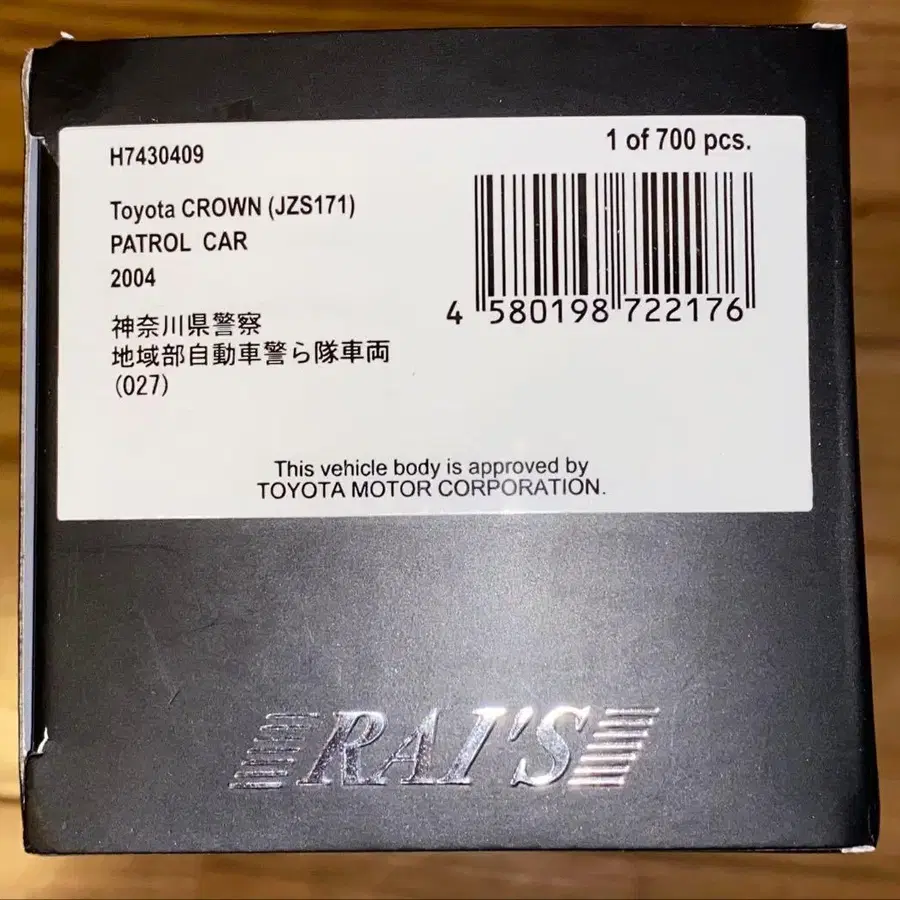 H7430409
1 of 700 pcs.
Toyota CROWN (JZS171)
PATROL CAR
2004
神奈川県警察
地域部自動車警ら隊車両
(027)
4 580198 722176
This vehicle body is approved by
TOYOTA MOTOR CORPORATION.
RAI'S